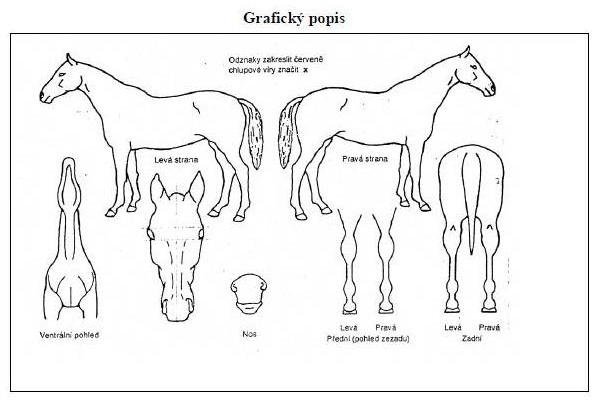 Grafický popis
Odznaky zakreslit červeně
chlupové víry značit x
Levá strana
Pravá strana
Ventrální pohled
Nos
Levá Pravá
Přední (pohled zezadu)
Levá Pravá
Zadní